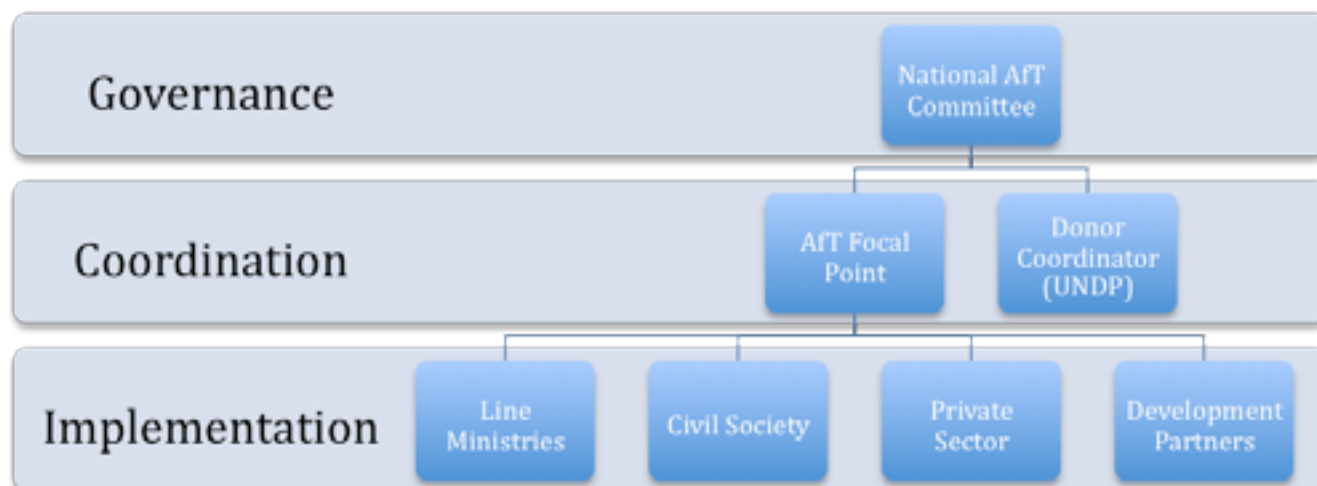 Governance
National AfT
Committee
Coordination
AfT Focal
Point
Donor
Coordinator
(UNDP)
Implementation
Line
Ministries
Civil Society
Private
Sector
Development
Partners